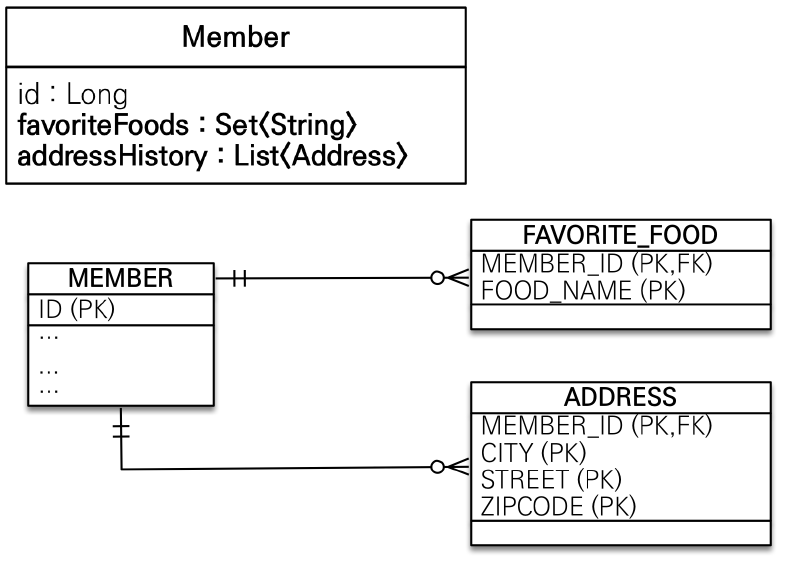 Member
id : Long
favoriteFoods : Set<String>
addressHistory : List<Address>
FAVORITE_FOOD
MEMBER_ID (PK,FK)
FOOD_NAME (PK)
MEMBER
ID (PK)
...
...
...
ADDRESS
MEMBER_ID (PK,FK)
CITY (PK)
STREET (PK)
ZIPCODE (PK)